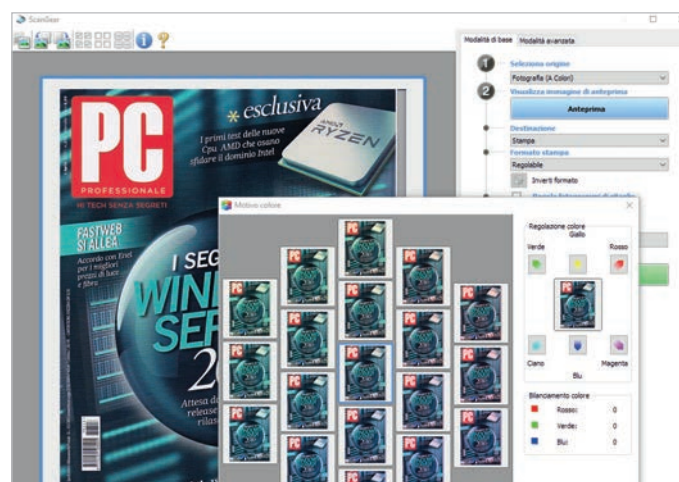 ScanGear
Modalità di base
Modalità avanzata
1
Seleziona origine
Fotografia (A Colori)
2
Visualizza immagine di anteprima
Anteprima
Destinazione
Stampa
Formato stampa
Regolabile
Inverti formato
PC
PROFESSIONALE
HI TECH SENZA SEGRETI
* esclusiva
I primi test delle nuove
Cpu AMD che osano
sfidare il dominio Intel
AMD
RYZEN
FASTWEB
SI ALLEA
Accordo con Enel
per i migliori
prezzi di luce
e fibra
I SEG
WIN
SER
20
Attesa d
release
rilas
Motivo colore
Regolazione colore
Giallo
Verde
Rosso
Ciano
Magenta
Blu
Bilanciamento colore
Rosso: 0
Verde: 0
Blu: 0